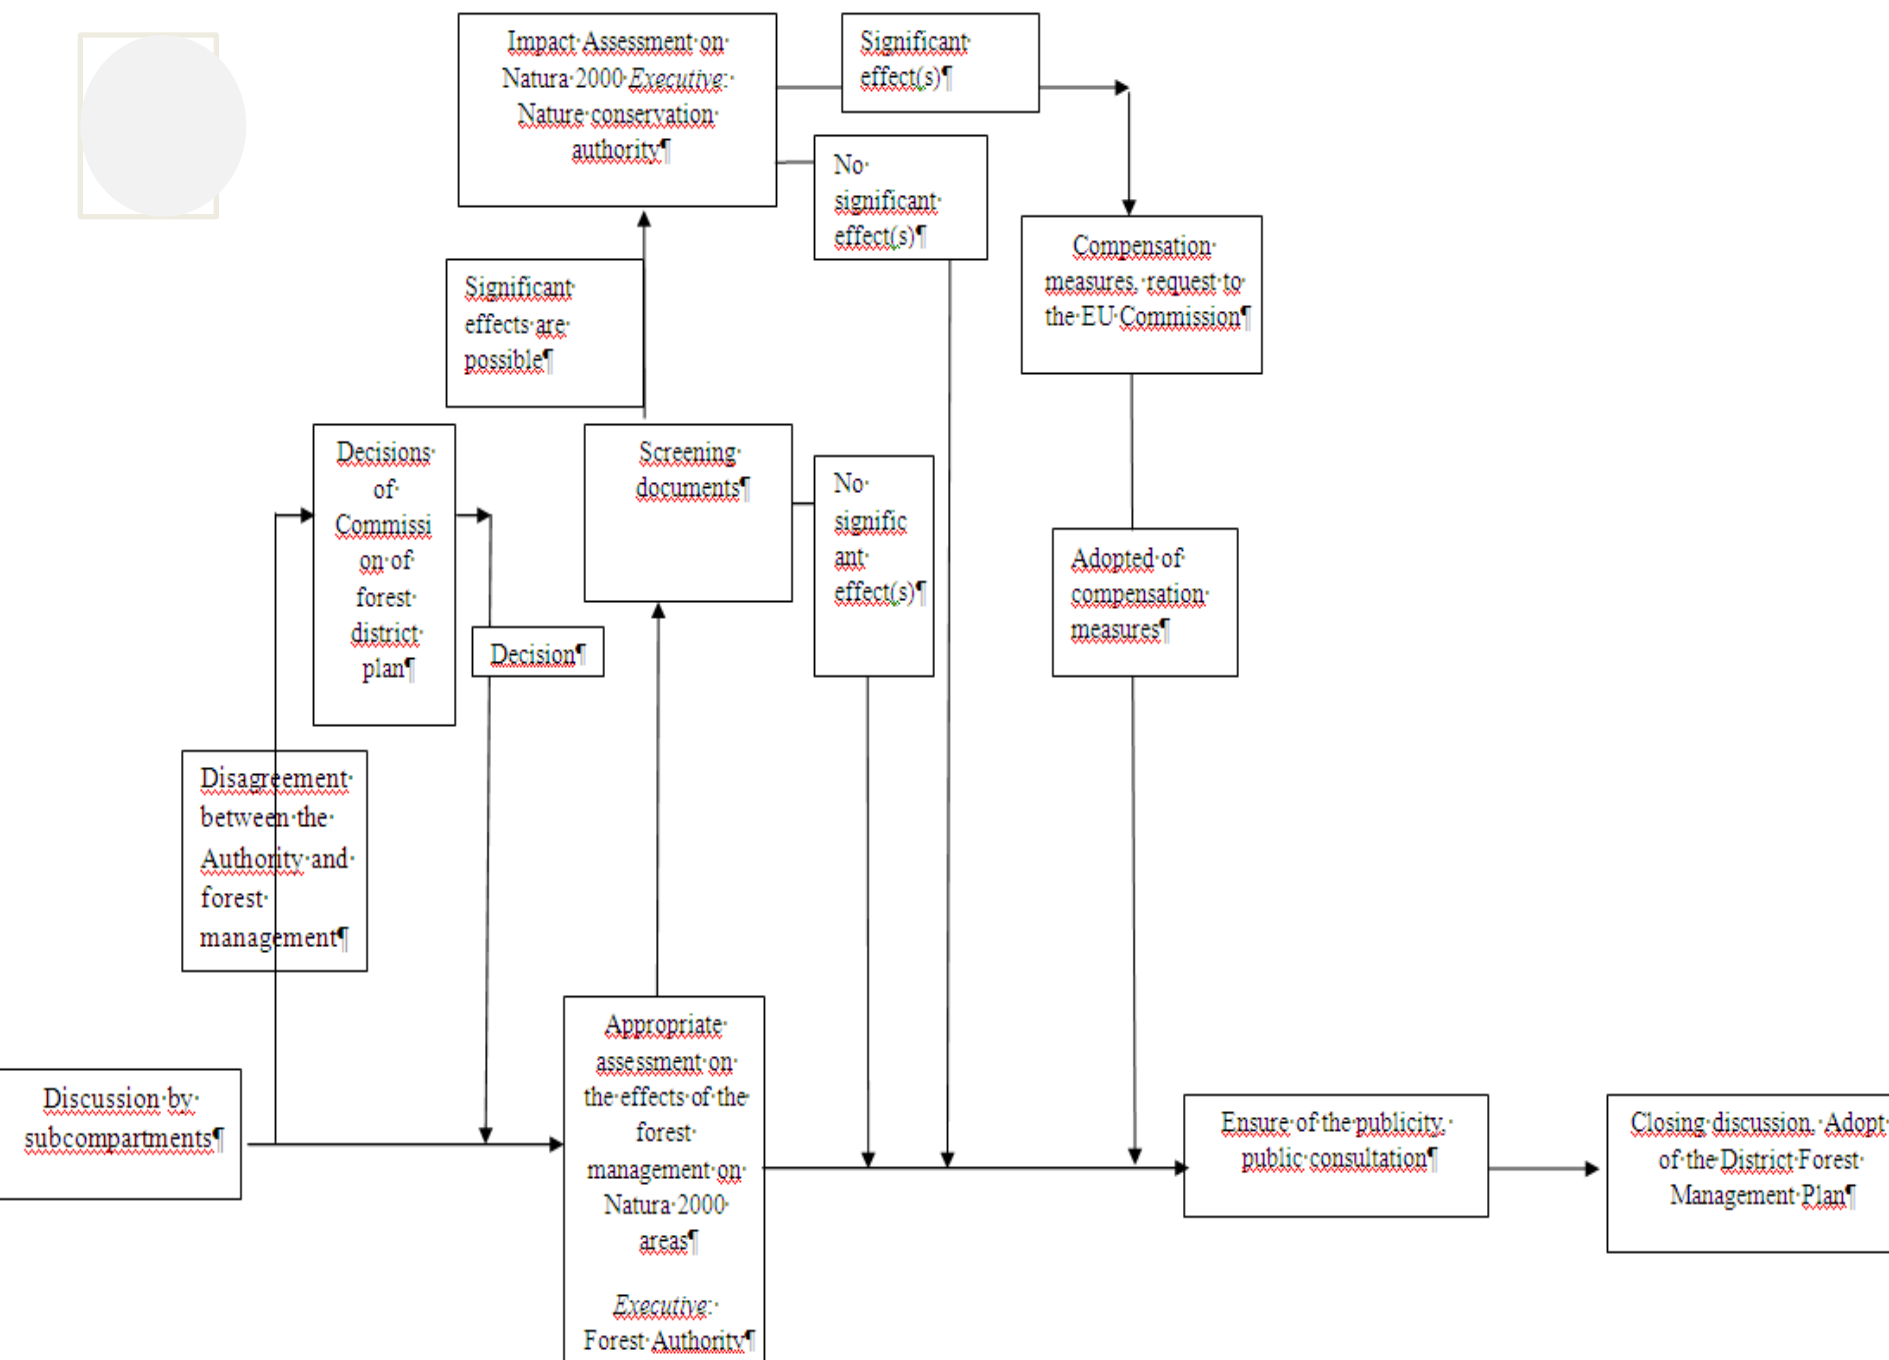 Impact Assessment on
Natura 2000 Executive:
Nature conservation
authority¶
Significant
effect(s)¶
No
significant
effect(s)¶
Compensation
measures, request to
the EU Commission¶
Significant
effects are
possible¶
Decisions
of
Commissi
on of
forest
district
plan¶
Screening
documents¶
No
signific
ant
effect(s)¶
Adopted of
compensation
measures¶
Decision¶
Disagreement
between the
Authority and
forest
management¶
Discussion by
subcompartments¶
Appropriate
assessment on
the effects of the
forest
management on
Natura 2000
areas¶
Executive:
Forest Authority¶
Ensure of the publicity,
public consultation¶
Closing discussion, Adopt
of the District Forest
Management Plan¶